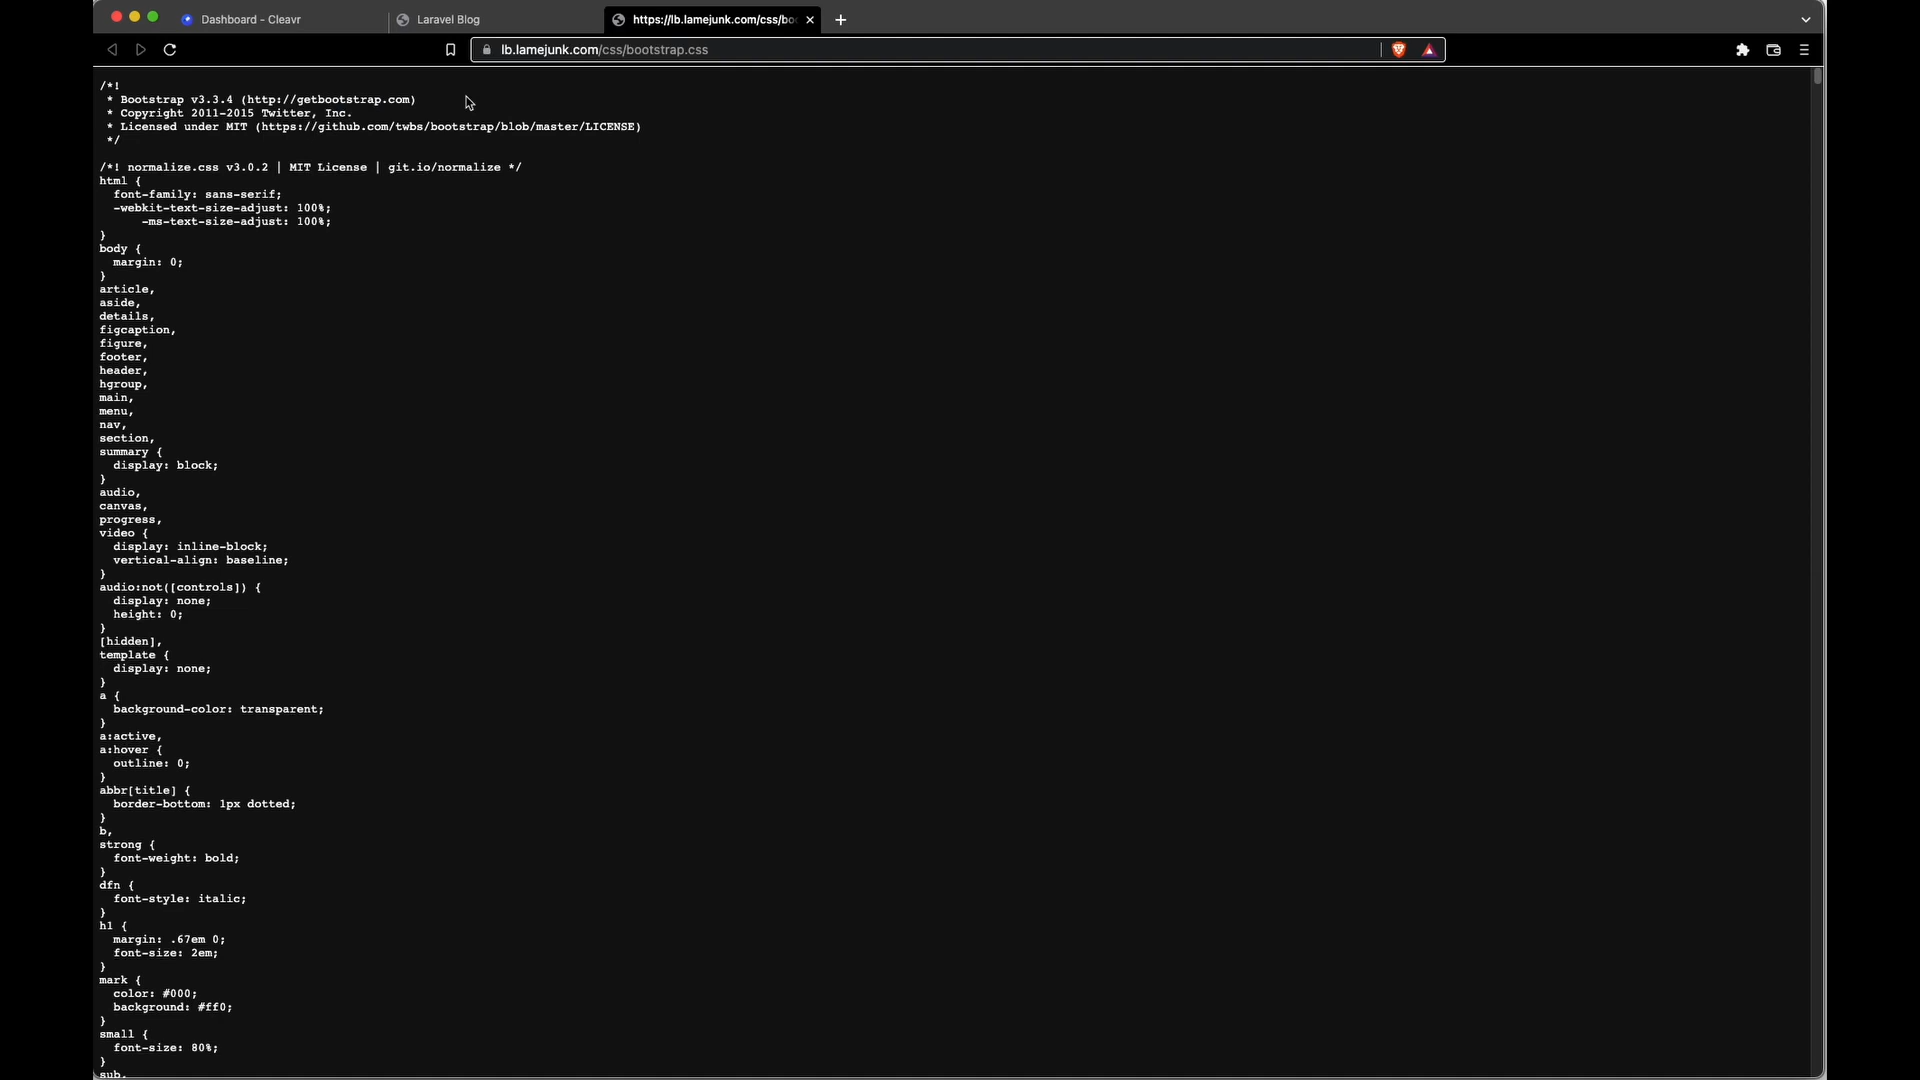 Dashboard - Cleavr
Laravel Blog
https://lb.lamejunk.com/css/bo
lb.lamejunk.com/css/bootstrap.css
/*!
 * Bootstrap v3.3.4 (http://getbootstrap.com)
 * Copyright 2011-2015 Twitter, Inc.
 * Licensed under MIT (https://github.com/twbs/bootstrap/blob/master/LICENSE)
 */
/*! normalize.css v3.0.2 | MIT License | git.io/normalize */
html {
  font-family: sans-serif;
  -webkit-text-size-adjust: 100%;
      -ms-text-size-adjust: 100%;
}
body {
  margin: 0;
}
article,
aside,
details,
figcaption,
figure,
footer,
header,
hgroup,
main,
menu,
nav,
section,
summary {
  display: block;
}
audio,
canvas,
progress,
video {
  display: inline-block;
  vertical-align: baseline;
}
audio:not([controls]) {
  display: none;
  height: 0;
}
[hidden],
template {
  display: none;
}
a {
  background-color: transparent;
}
a:active,
a:hover {
  outline: 0;
}
abbr[title] {
  border-bottom: 1px dotted;
}
b,
strong {
  font-weight: bold;
}
dfn {
  font-style: italic;
}
h1 {
  margin: .67em 0;
  font-size: 2em;
}
mark {
  color: #000;
  background: #ff0;
}
small {
  font-size: 80%;
}
sub,